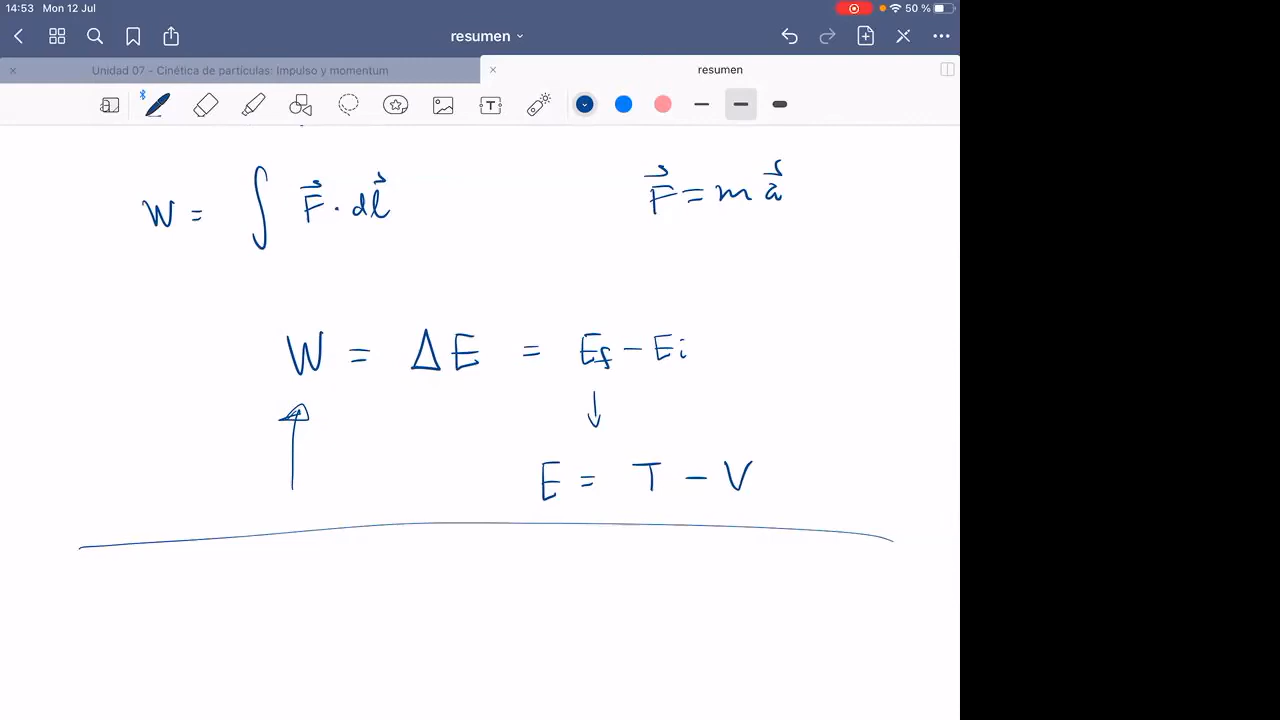 14:53 Mon 12 Jul
50 %
resumen
Unidad 07 - Cinética de partículas: Impulso y momentum
resumen
W = ∫ F⃗ · dl⃗
F⃗ = m a⃗
W = ΔE = Ef - Ei
↓
E = T - V